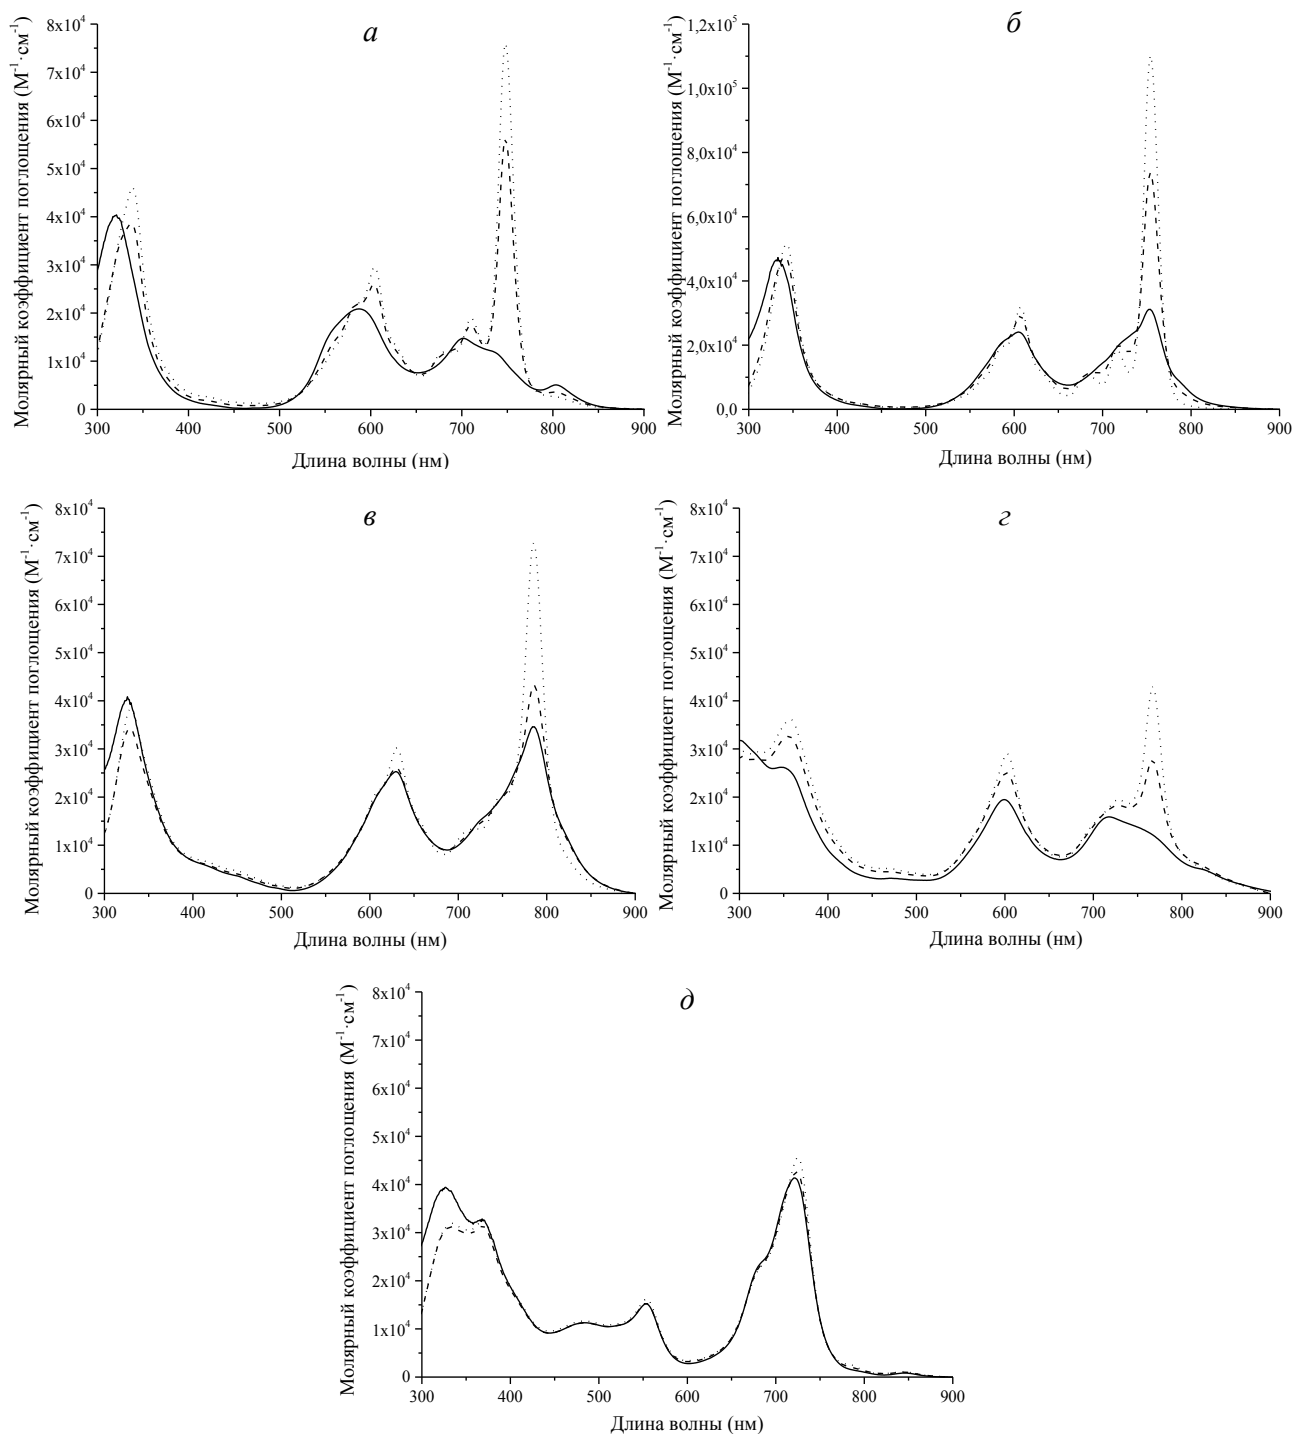 а
Молярный коэффициент поглощения (М⁻¹·см⁻¹)
8x10⁴
7x10⁴
6x10⁴
5x10⁴
4x10⁴
3x10⁴
2x10⁴
1x10⁴
0
300 400 500 600 700 800 900
Длина волны (нм)
б
Молярный коэффициент поглощения (М⁻¹·см⁻¹)
1,2x10⁵
1,0x10⁵
8,0x10⁴
6,0x10⁴
4,0x10⁴
2,0x10⁴
0,0
300 400 500 600 700 800 900
Длина волны (нм)
в
Молярный коэффициент поглощения (М⁻¹·см⁻¹)
8x10⁴
7x10⁴
6x10⁴
5x10⁴
4x10⁴
3x10⁴
2x10⁴
1x10⁴
0
300 400 500 600 700 800 900
Длина волны (нм)
г
Молярный коэффициент поглощения (М⁻¹·см⁻¹)
8x10⁴
7x10⁴
6x10⁴
5x10⁴
4x10⁴
3x10⁴
2x10⁴
1x10⁴
0
300 400 500 600 700 800 900
Длина волны (нм)
д
Молярный коэффициент поглощения (М⁻¹·см⁻¹)
8x10⁴
7x10⁴
6x10⁴
5x10⁴
4x10⁴
3x10⁴
2x10⁴
1x10⁴
0
300 400 500 600 700 800 900
Длина волны (нм)